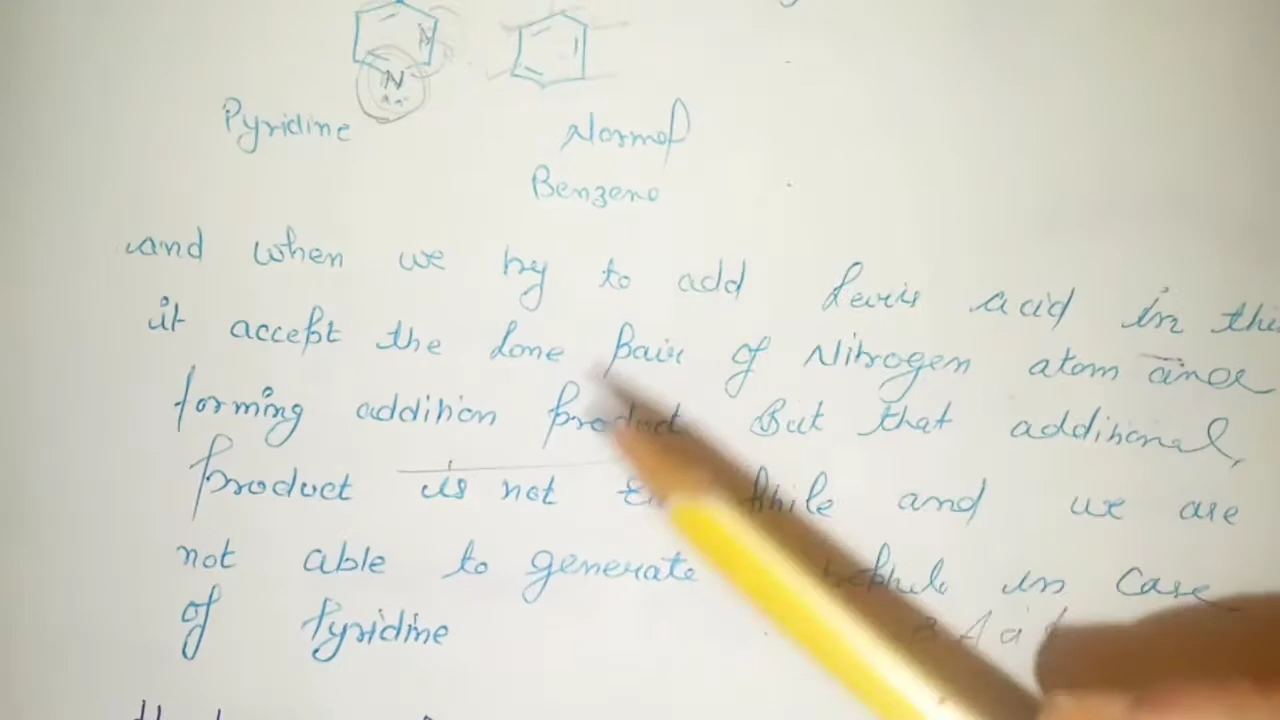 N
N
Pyridine
Normal
Benzene
and when we try to add Lewis acid in this
it accept the lone pair of Nitrogen atom ance
forming addition product But that additional,
product is not and we are
not able to generate in case
of Pyridine